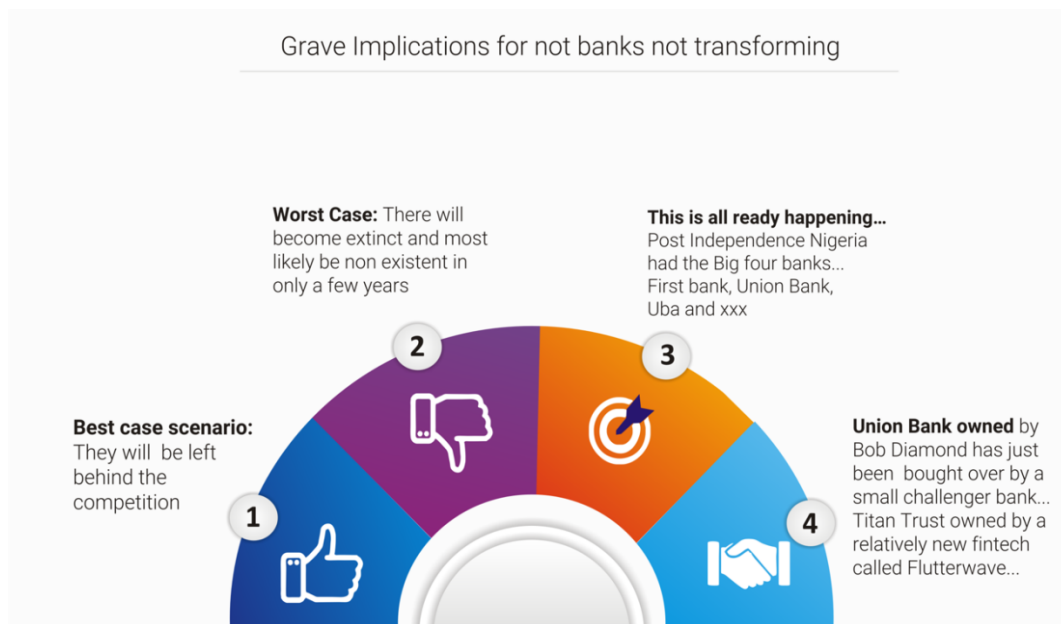 Grave Implications for not banks not transforming
Best case scenario:
They will be left
behind the
competition
1
Worst Case: There will
become extinct and most
likely be non existent in
only a few years
2
This is all ready happening...
Post Independence Nigeria
had the Big four banks...
First bank, Union Bank,
Uba and xxx
3
Union Bank owned by
Bob Diamond has just
been bought over by a
small challenger bank...
Titan Trust owned by a
relatively new fintech
called Flutterwave...
4